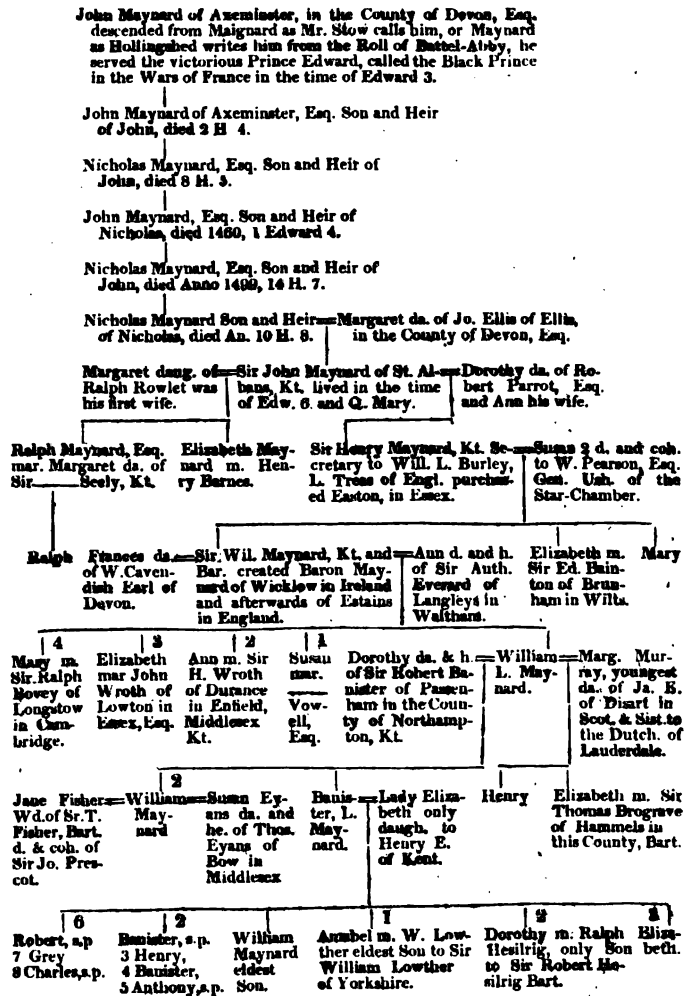 John Maynard of Axeminster, in the County of Devon, Esq.
descended from Maignard as Mr. Stow calls him, or Maynard
as Hollingshed writes him from the Roll of Battel-Abby, he
served the victorious Prince Edward, called the Black Prince
in the Wars of France in the time of Edward 3.
John Maynard of Axeminster, Esq. Son and Heir
of John, died 2 H 4.
Nicholas Maynard, Esq. Son and Heir of
John, died 8 H. 5.
John Maynard, Esq. Son and Heir of
Nicholas, died 1460, 1 Edward 4.
Nicholas Maynard, Esq. Son and Heir of
John, died Anno 1499, 14 H. 7.
Nicholas Maynard Son and Heir
of Nicholas, died An. 10 H. 8.
Margaret da. of Jo. Ellis of Ellis,
in the County of Devon, Esq.
Margaret daug. of
Ralph Rowlet was
his first wife.
Sir John Maynard of St. Al-
bans, Kt. lived in the time
of Edw. 6. and Q. Mary.
Dorothy da. of Ro-
bert Parrot, Esq.
and Ann his wife.
Ralph Maynard, Esq.
mar. Margaret da. of
Sir Seely, Kt.
Elizabeth May-
nard m. Hen-
ry Barnes.
Sir Henry Maynard, Kt. Se-
cretary to Will. L. Burley,
L. Treas of Engl. purchas-
ed Easton, in Essex.
Susan 2 d. and coh.
to W. Pearson, Esq.
Gen. Ush. of the
Star-Chamber.
Ralph
Frances da.
of W. Caven-
dish Earl of
Devon.
Sir, Wil. Maynard, Kt. and
Bar. created Baron May-
nard of Wicklow in Ireland
and afterwards of Estains
in England.
Ann d. and h.
of Sir Auth.
Everard of
Langleys in
Waltham.
Elizabeth m.
Sir Ed. Bain-
ton of Brun-
ham in Wilts.
Mary
4
Mary m.
Sir. Ralph
Bovey of
Longstow
in Cam-
bridge.
3
Elizabeth
mar John
Wroth of
Lowton in
Essex, Esq.
2
Ann m. Sir
H. Wroth
of Durance
in Enfield,
Middlesex
Kt.
1
Susan
mar.
Vow-
ell,
Esq.
Dorothy da. & h.
of Sir Robert Ba-
nister of Passen-
ham in the Coun-
ty of Northamp-
ton, Kt.
William
L. May-
nard.
Marg. Mur-
ray, youngest
da. of Ja. E.
of Disart in
Scot. & Sist. to
the Dutch. of
Lauderdale.
Jane Fisher
Wd. of Sr. T.
Fisher, Bart.
d. & coh. of
Sir Jo. Pres-
cot.
2
William
May-
nard
Susan Ey-
ans da. and
he. of Thos.
Eyans of
Bow in
Middlesex
Banis-
ter, L.
May-
nard.
Lady Eliza-
beth only
daugh. to
Henry E.
of Kent.
Henry
Elizabeth m. Sir
Thomas Brograve
of Hammels in
this County, Bart.
6
Robert, s.p
7 Grey
8 Charles, s.p.
2
Banister, s.p.
3 Henry,
4 Banister,
5 Anthony, s.p.
William
Maynard
eldest
Son.
1
Annabel m. W. Low-
ther eldest Son to Sir
William Lowther
of Yorkshire.
2
Dorothy m. Ralph
Hesilrig, only Son
to Sir Robert He-
silrig Bart.
3
Eliza-
beth.